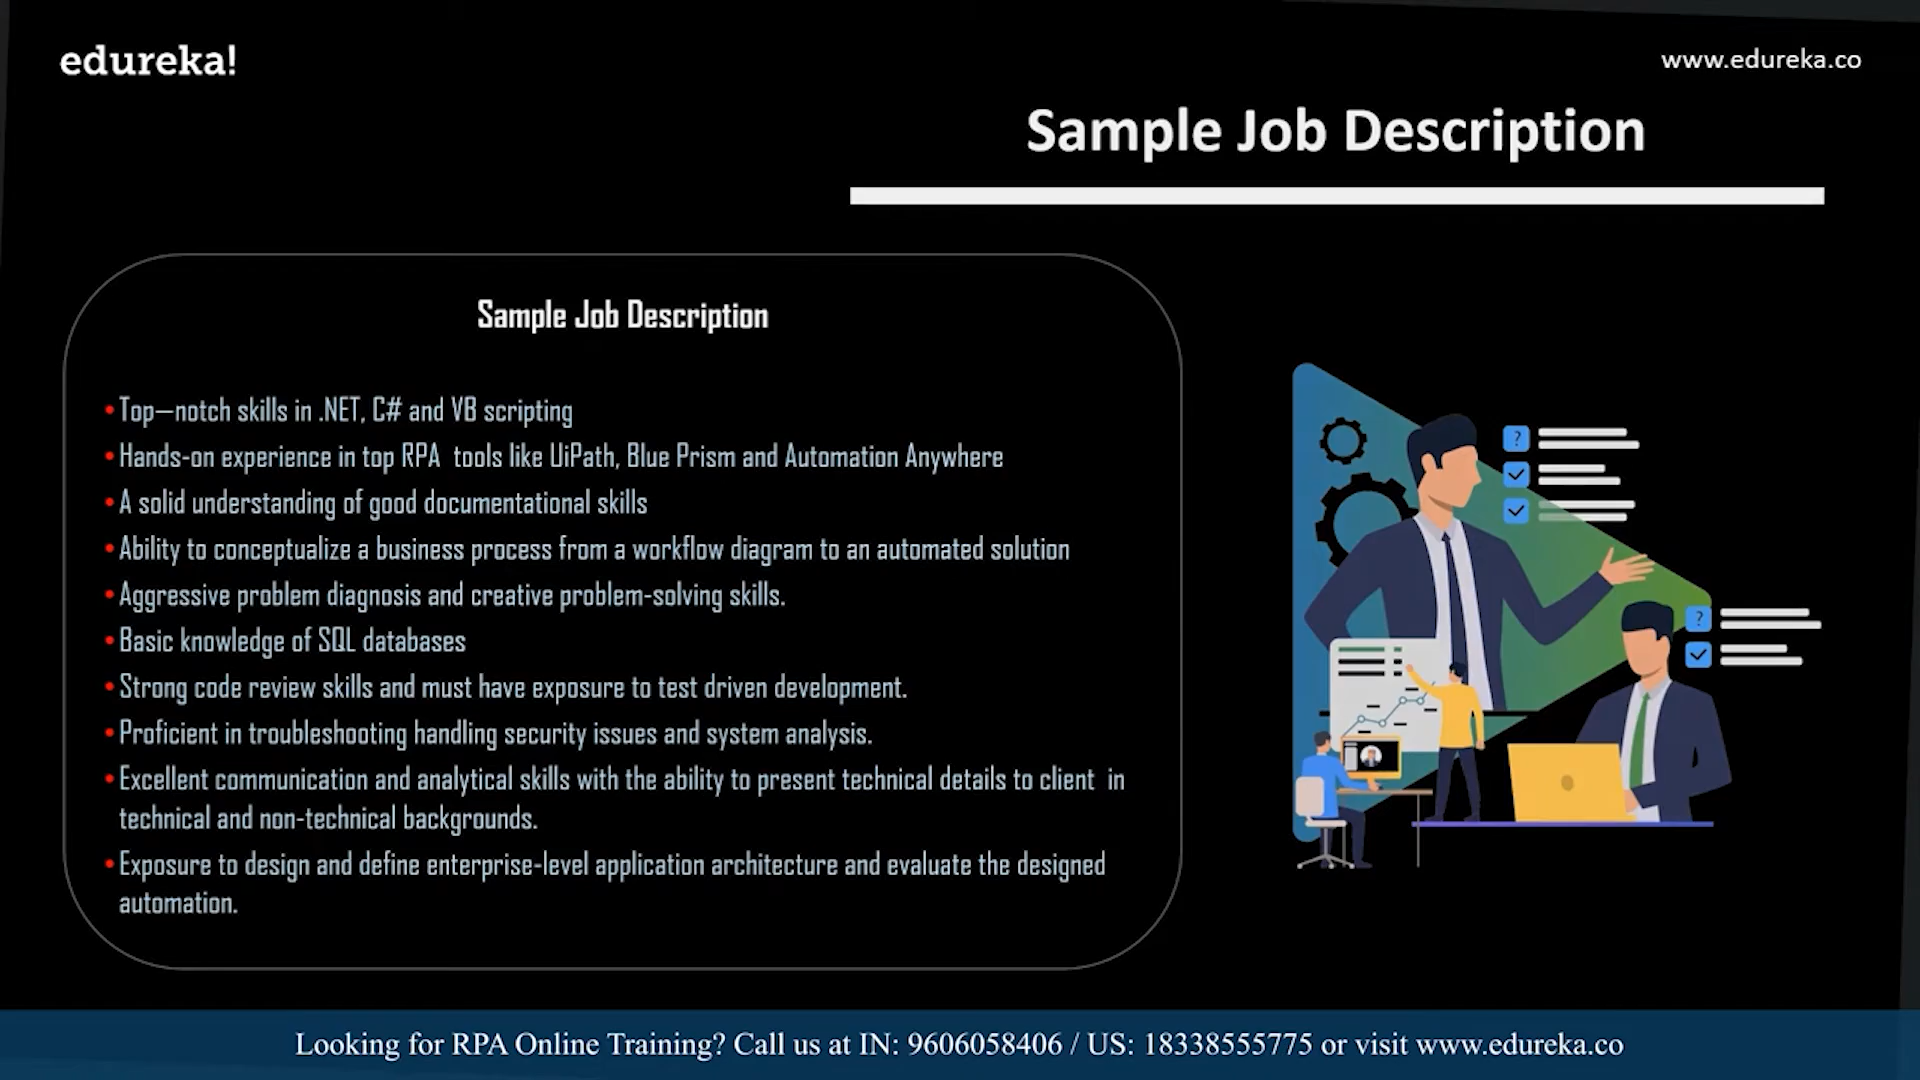 edureka!
www.edureka.co
Sample Job Description
Sample Job Description
•Top—notch skills in .NET, C# and VB scripting
•Hands-on experience in top RPA  tools like UiPath, Blue Prism and Automation Anywhere
•A solid understanding of good documentational skills
•Ability to conceptualize a business process from a workflow diagram to an automated solution
•Aggressive problem diagnosis and creative problem-solving skills.
•Basic knowledge of SQL databases
•Strong code review skills and must have exposure to test driven development.
•Proficient in troubleshooting handling security issues and system analysis.
•Excellent communication and analytical skills with the ability to present technical details to client  in
technical and non-technical backgrounds.
•Exposure to design and define enterprise-level application architecture and evaluate the designed
automation.
?
?
Looking for RPA Online Training? Call us at IN: 9606058406 / US: 18338555775 or visit www.edureka.co